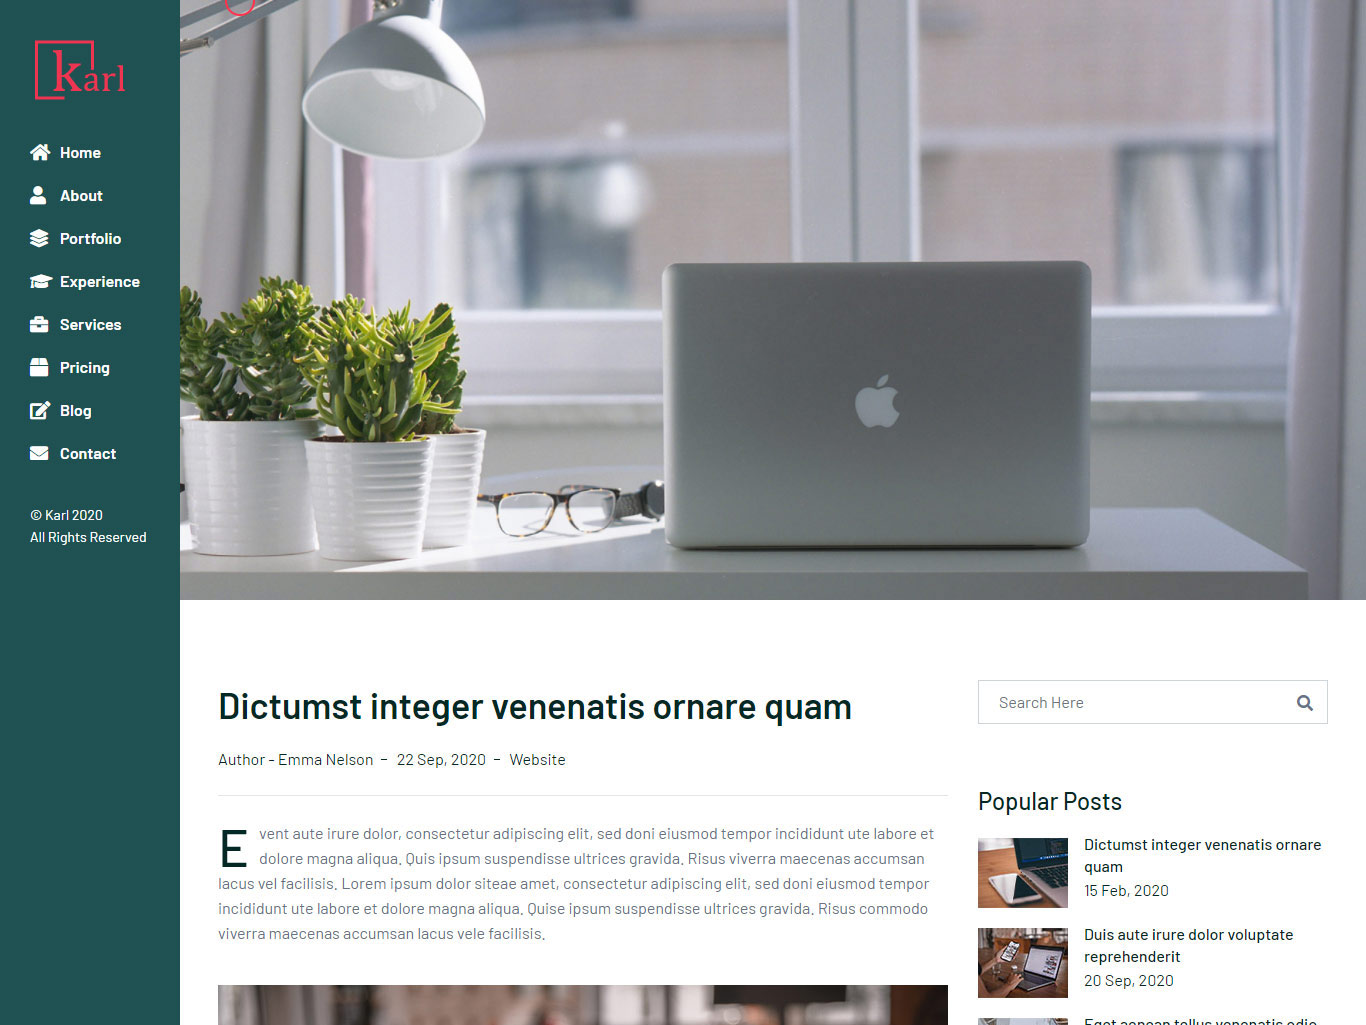 karl
Home
About
Portfolio
Experience
Services
Pricing
Blog
Contact
© Karl 2020
All Rights Reserved
Dictumst integer venenatis ornare quam
Author - Emma Nelson – 22 Sep, 2020 – Website
Event aute irure dolor, consectetur adipiscing elit, sed doni eiusmod tempor incididunt ute labore et
dolore magna aliqua. Quis ipsum suspendisse ultrices gravida. Risus viverra maecenas accumsan
lacus vel facilisis. Lorem ipsum dolor siteae amet, consectetur adipiscing elit, sed doni eiusmod tempor
incididunt ute labore et dolore magna aliqua. Quise ipsum suspendisse ultrices gravida. Risus commodo
viverra maecenas accumsan lacus vele facilisis.
Search Here
Popular Posts
Dictumst integer venenatis ornare
quam
15 Feb, 2020
Duis aute irure dolor voluptate
reprehenderit
20 Sep, 2020
Eget aenean tellus venenatis odio